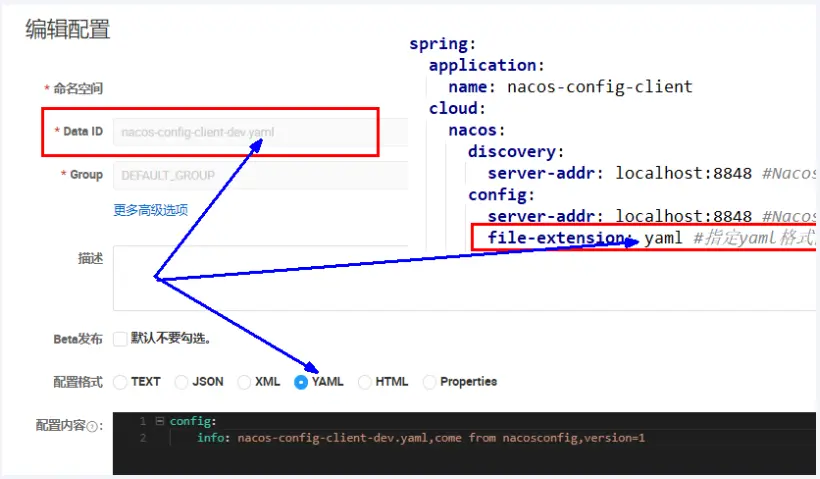 编辑配置
* 命名空间
* Data ID nacos-config-client-dev.yaml
* Group DEFAULT_GROUP
更多高级选项
描述
Beta发布 默认不要勾选。
配置格式 TEXT JSON XML YAML HTML Properties
配置内容 ? :
1 config:
2 info: nacos-config-client-dev.yaml,come from nacosconfig,version=1
spring:
application:
name: nacos-config-client
cloud:
nacos:
discovery:
server-addr: localhost:8848 #Nacos
config:
server-addr: localhost:8848 #Nacos
file-extension: yaml #指定yaml格式